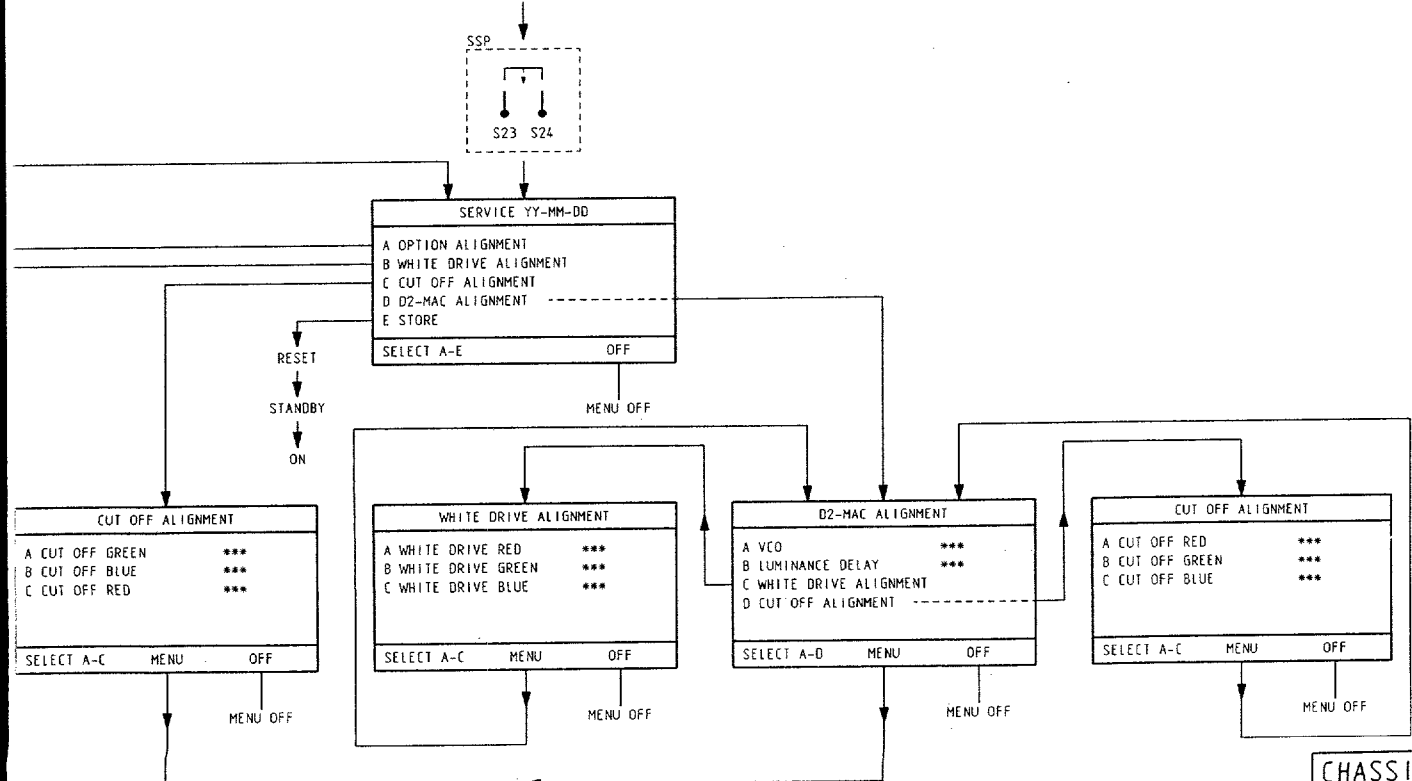 SSP
S23 S24
SERVICE YY-MM-DD
A OPTION ALIGNMENT
B WHITE DRIVE ALIGNMENT
C CUT OFF ALIGNMENT
D D2-MAC ALIGNMENT
E STORE
SELECT A-E OFF
RESET
STANDBY
ON
MENU OFF
CUT OFF ALIGNMENT
A CUT OFF GREEN ***
B CUT OFF BLUE ***
C CUT OFF RED ***
SELECT A-C MENU OFF
MENU OFF
WHITE DRIVE ALIGNMENT
A WHITE DRIVE RED ***
B WHITE DRIVE GREEN ***
C WHITE DRIVE BLUE ***
SELECT A-C MENU OFF
MENU OFF
D2-MAC ALIGNMENT
A VCO ***
B LUMINANCE DELAY ***
C WHITE DRIVE ALIGNMENT
D CUT OFF ALIGNMENT
SELECT A-D MENU OFF
MENU OFF
CUT OFF ALIGNMENT
A CUT OFF RED ***
B CUT OFF GREEN ***
C CUT OFF BLUE ***
SELECT A-C MENU OFF
MENU OFF
CHASSI